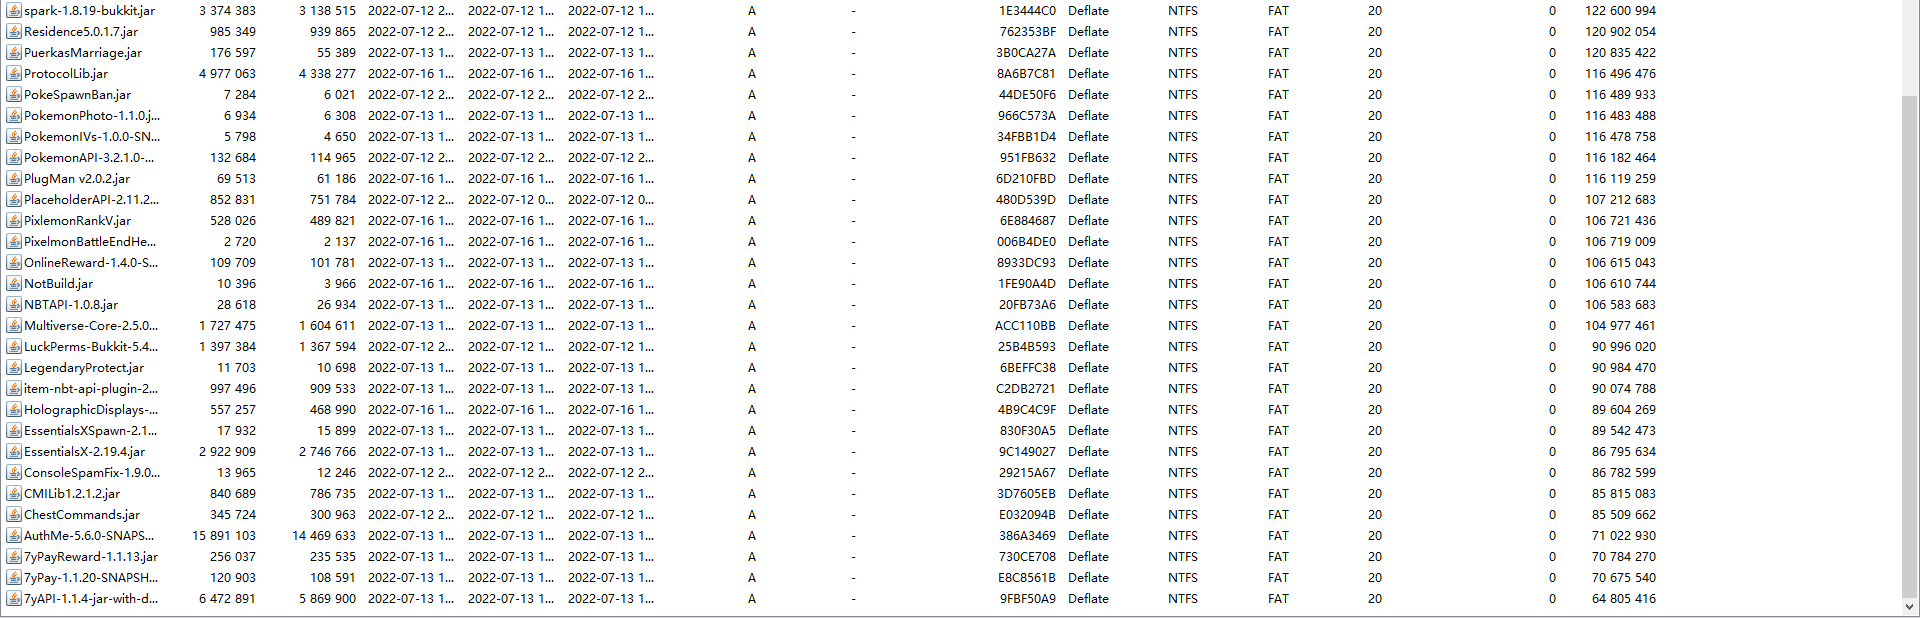 spark-1.8.19-bukkit.jar 3 374 383 3 138 515 2022-07-12 2... 2022-07-12 1... 2022-07-12 1... A - 1E3444C0 Deflate NTFS FAT 20 0 122 600 994
Residence5.0.1.7.jar 985 349 939 865 2022-07-12 2... 2022-07-12 1... 2022-07-12 1... A - 762353BF Deflate NTFS FAT 20 0 120 902 054
PuerkasMarriage.jar 176 597 55 389 2022-07-13 1... 2022-07-13 1... 2022-07-13 1... A - 3B0CA27A Deflate NTFS FAT 20 0 120 835 422
ProtocolLib.jar 4 977 063 4 338 277 2022-07-16 1... 2022-07-16 1... 2022-07-16 1... A - 8A6B7C81 Deflate NTFS FAT 20 0 116 496 476
PokeSpawnBan.jar 7 284 6 021 2022-07-12 2... 2022-07-12 2... 2022-07-12 2... A - 44DE50F6 Deflate NTFS FAT 20 0 116 489 933
PokemonPhoto-1.1.0.j... 6 934 6 308 2022-07-13 1... 2022-07-13 1... 2022-07-13 1... A - 966C573A Deflate NTFS FAT 20 0 116 483 488
PokemonIVs-1.0.0-SN... 5 798 4 650 2022-07-13 1... 2022-07-13 1... 2022-07-13 1... A - 34FBB1D4 Deflate NTFS FAT 20 0 116 478 758
PokemonAPI-3.2.1.0-... 132 684 114 965 2022-07-12 2... 2022-07-12 2... 2022-07-12 2... A - 951FB632 Deflate NTFS FAT 20 0 116 182 464
PlugMan v2.0.2.jar 69 513 61 186 2022-07-16 1... 2022-07-16 1... 2022-07-16 1... A - 6D210FBD Deflate NTFS FAT 20 0 116 119 259
PlaceholderAPI-2.11.2... 852 831 751 784 2022-07-12 2... 2022-07-12 0... 2022-07-12 0... A - 480D539D Deflate NTFS FAT 20 0 107 212 683
PixlemonRankV.jar 528 026 489 821 2022-07-16 1... 2022-07-16 1... 2022-07-16 1... A - 6E884687 Deflate NTFS FAT 20 0 106 721 436
PixelmonBattleEndHe... 2 720 2 137 2022-07-16 1... 2022-07-16 1... 2022-07-16 1... A - 006B4DE0 Deflate NTFS FAT 20 0 106 719 009
OnlineReward-1.4.0-S... 109 709 101 781 2022-07-13 1... 2022-07-13 1... 2022-07-13 1... A - 8933DC93 Deflate NTFS FAT 20 0 106 615 043
NotBuild.jar 10 396 3 966 2022-07-13 1... 2022-07-13 1... 2022-07-13 1... A - 1FE90A4D Deflate NTFS FAT 20 0 106 610 744
NBTAPI-1.0.8.jar 28 618 26 934 2022-07-13 1... 2022-07-13 1... 2022-07-13 1... A - 20FB73A6 Deflate NTFS FAT 20 0 106 583 683
Multiverse-Core-2.5.0... 1 727 475 1 604 611 2022-07-13 1... 2022-07-13 1... 2022-07-13 1... A - ACC110BB Deflate NTFS FAT 20 0 104 977 461
LuckPerms-Bukkit-5.4... 1 397 384 1 367 594 2022-07-12 2... 2022-07-12 1... 2022-07-12 1... A - 25B4B593 Deflate NTFS FAT 20 0 90 996 020
LegendaryProtect.jar 11 703 10 698 2022-07-13 1... 2022-07-13 1... 2022-07-13 1... A - 6BEFFC38 Deflate NTFS FAT 20 0 90 984 470
item-nbt-api-plugin-2... 997 496 909 533 2022-07-13 1... 2022-07-13 1... 2022-07-13 1... A - C2DB2721 Deflate NTFS FAT 20 0 90 074 788
HolographicDisplays-... 557 257 468 990 2022-07-16 1... 2022-07-16 1... 2022-07-16 1... A - 4B9C4C9F Deflate NTFS FAT 20 0 89 604 269
EssentialsXSpawn-2.1... 17 932 15 899 2022-07-13 1... 2022-07-13 1... 2022-07-13 1... A - 830F30A5 Deflate NTFS FAT 20 0 89 542 473
EssentialsX-2.19.4.jar 2 922 909 2 746 766 2022-07-13 1... 2022-07-13 1... 2022-07-13 1... A - 9C149027 Deflate NTFS FAT 20 0 86 795 634
ConsoleSpamFix-1.9.0... 13 965 12 246 2022-07-12 2... 2022-07-12 2... 2022-07-12 2... A - 29215A67 Deflate NTFS FAT 20 0 86 782 599
CMILib1.2.1.2.jar 840 689 786 735 2022-07-13 1... 2022-07-13 1... 2022-07-13 1... A - 3D7605EB Deflate NTFS FAT 20 0 85 815 083
ChestCommands.jar 345 724 300 963 2022-07-12 2... 2022-07-12 1... 2022-07-12 1... A - E032094B Deflate NTFS FAT 20 0 85 509 662
AuthMe-5.6.0-SNAPS... 15 891 103 14 469 633 2022-07-13 1... 2022-07-13 1... 2022-07-13 1... A - 386A3469 Deflate NTFS FAT 20 0 71 022 930
7yPayReward-1.1.13.jar 256 037 235 535 2022-07-13 1... 2022-07-13 1... 2022-07-13 1... A - 730CE708 Deflate NTFS FAT 20 0 70 784 270
7yPay-1.1.20-SNAPSH... 120 903 108 591 2022-07-13 1... 2022-07-13 1... 2022-07-13 1... A - E8C8561B Deflate NTFS FAT 20 0 70 675 540
7yAPI-1.1.4-jar-with-d... 6 472 891 5 869 900 2022-07-13 1... 2022-07-13 1... 2022-07-13 1... A - 9FBF50A9 Deflate NTFS FAT 20 0 64 805 416